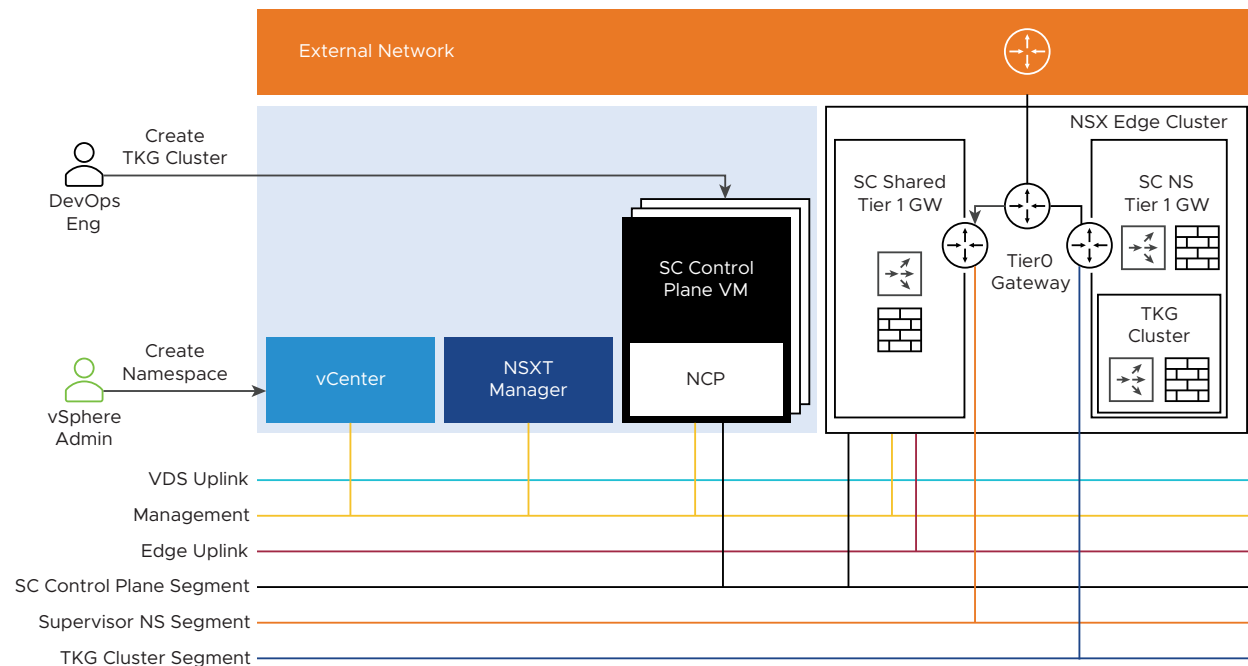 External Network
NSX Edge Cluster
Create
TKG Cluster
DevOps
Eng
SC Shared
Tier 1 GW
SC NS
Tier 1 GW
Tier0
Gateway
SC Control
Plane VM
TKG
Cluster
Create
Namespace
vSphere
Admin
vCenter
NSXT
Manager
NCP
VDS Uplink
Management
Edge Uplink
SC Control Plane Segment
Supervisor NS Segment
TKG Cluster Segment